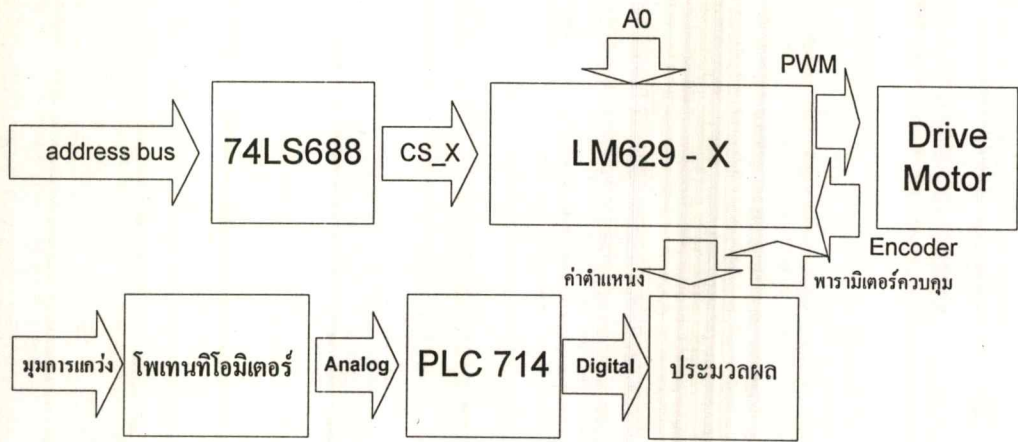 A0
PWM
address bus
74LS688
CS_X
LM629 - X
Drive
Motor
Encoder
ค่าตำแหน่ง
พารามิเตอร์ควบคุม
มุมการแกว่ง
โพเทนทิโอมิเตอร์
Analog
PLC 714
Digital
ประมวลผล